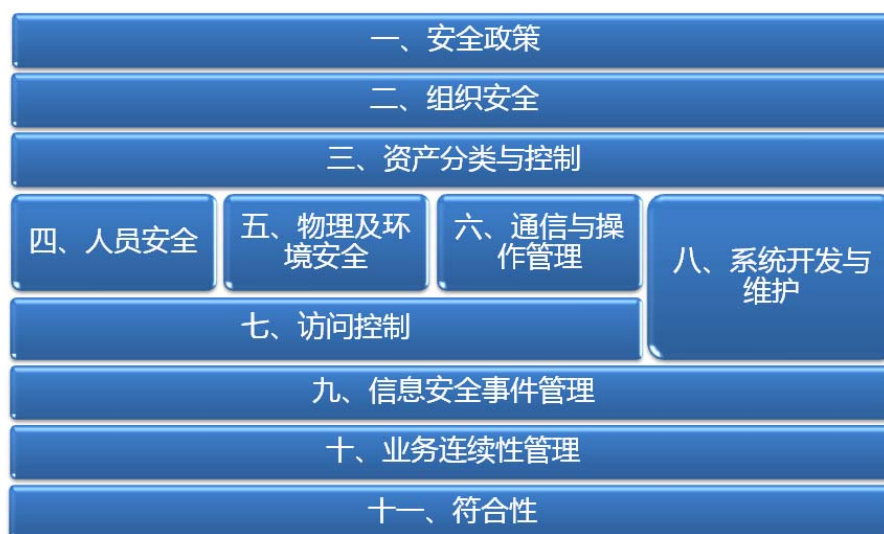 一、安全政策
二、组织安全
三、资产分类与控制
四、人员安全
五、物理及环
境安全
六、通信与操
作管理
七、访问控制
八、系统开发与
维护
九、信息安全事件管理
十、业务连续性管理
十一、符合性